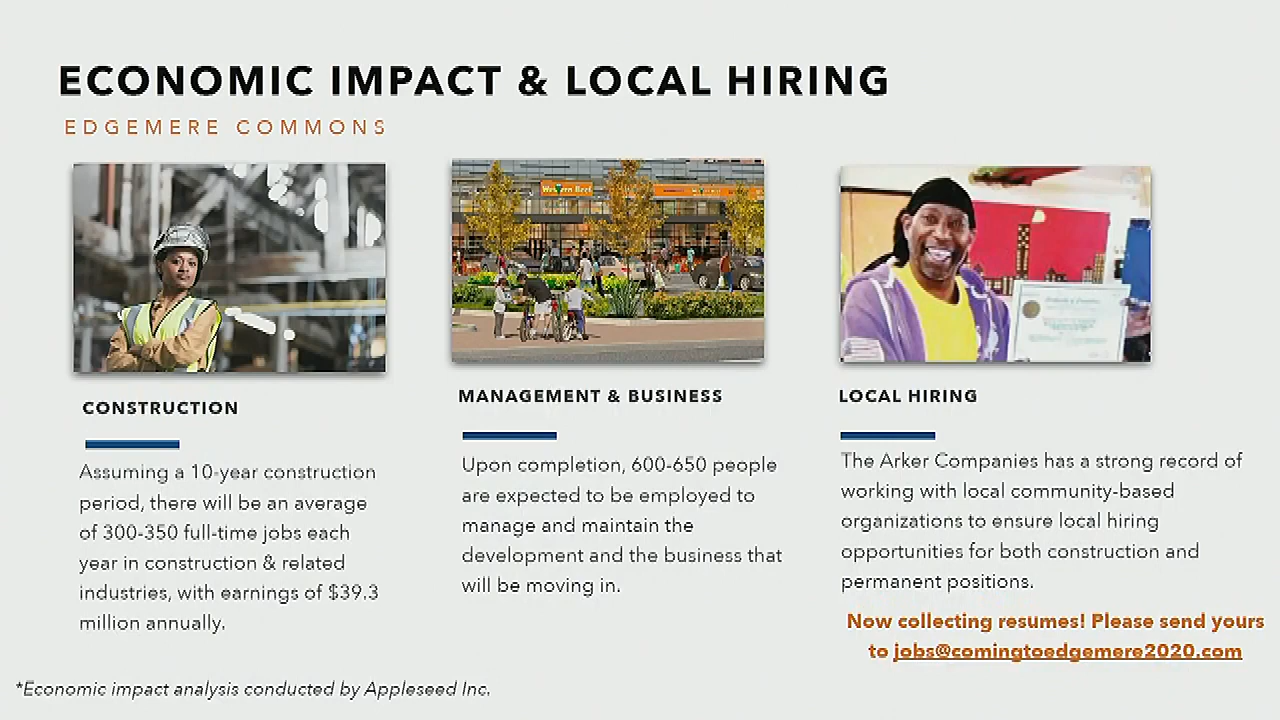 ECONOMIC IMPACT & LOCAL HIRING
EDGEMERE COMMONS
Western Beef
CONSTRUCTION
Assuming a 10-year construction
period, there will be an average
of 300-350 full-time jobs each
year in construction & related
industries, with earnings of $39.3
million annually.
MANAGEMENT & BUSINESS
Upon completion, 600-650 people
are expected to be employed to
manage and maintain the
development and the business that
will be moving in.
LOCAL HIRING
The Arker Companies has a strong record of
working with local community-based
organizations to ensure local hiring
opportunities for both construction and
permanent positions.
Now collecting resumes! Please send yours
to jobs@comingtoedgemere2020.com
*Economic impact analysis conducted by Appleseed Inc.